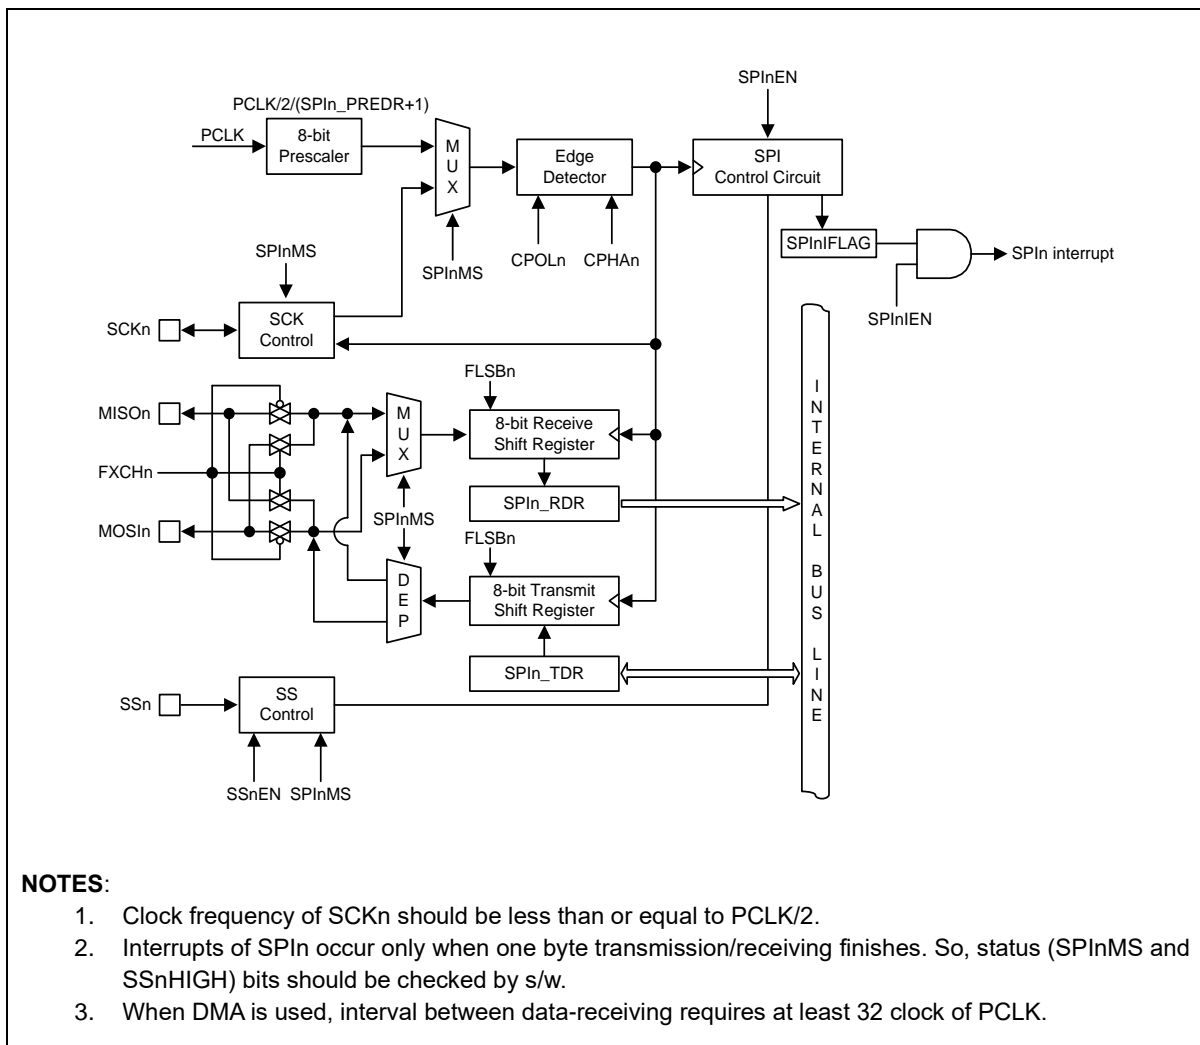 SPInEN
PCLK/2/(SPIn_PREDR+1)
PCLK
8-bit
Prescaler
M
U
X
Edge
Detector
SPI
Control Circuit
SPInMS
CPOLn
CPHAn
SPInIFLAG
SPIn interrupt
SPInIEN
SPInMS
SCKn
SCK
Control
FLSBn
MISOn
M
U
X
8-bit Receive
Shift Register
FXCHn
SPIn_RDR
SPInMS
MOSIn
FLSBn
D
E
P
8-bit Transmit
Shift Register
SPIn_TDR
SSn
SS
Control
SSnEN
SPInMS
I
N
T
E
R
N
A
L
B
U
S
L
I
N
E
NOTES:
1. Clock frequency of SCKn should be less than or equal to PCLK/2.
2. Interrupts of SPIn occur only when one byte transmission/receiving finishes. So, status (SPInMS and
SSnHIGH) bits should be checked by s/w.
3. When DMA is used, interval between data-receiving requires at least 32 clock of PCLK.